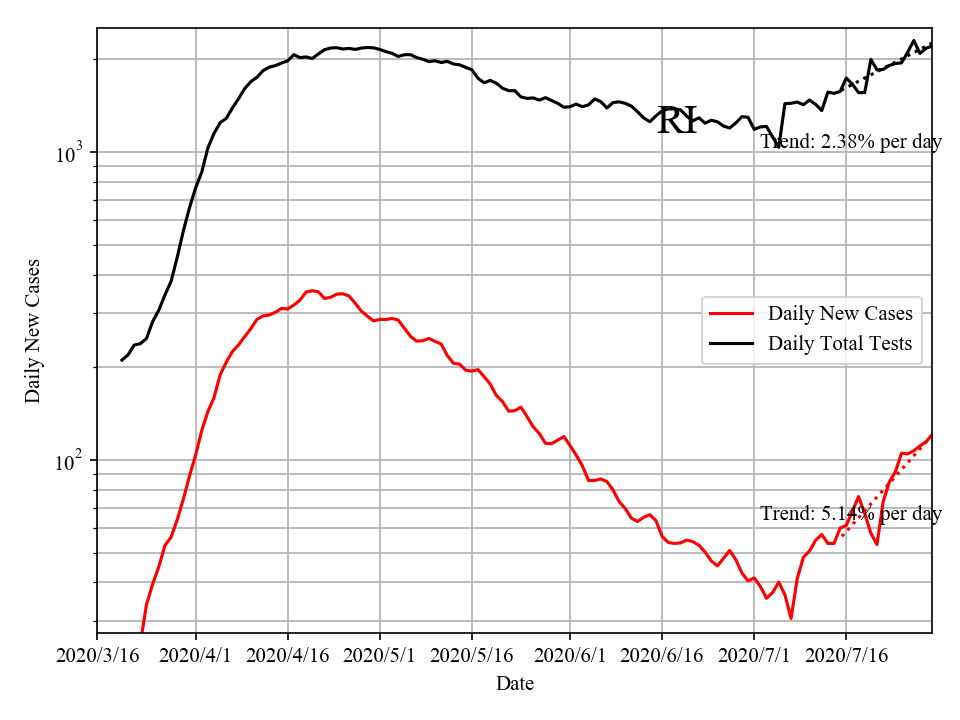 10³
RI
Trend: 2.38% per day
Daily New Cases
Daily New Cases
Daily Total Tests
10²
Trend: 5.14% per day
2020/3/16 2020/4/1 2020/4/16 2020/5/1 2020/5/16 2020/6/1 2020/6/16 2020/7/1 2020/7/16
Date